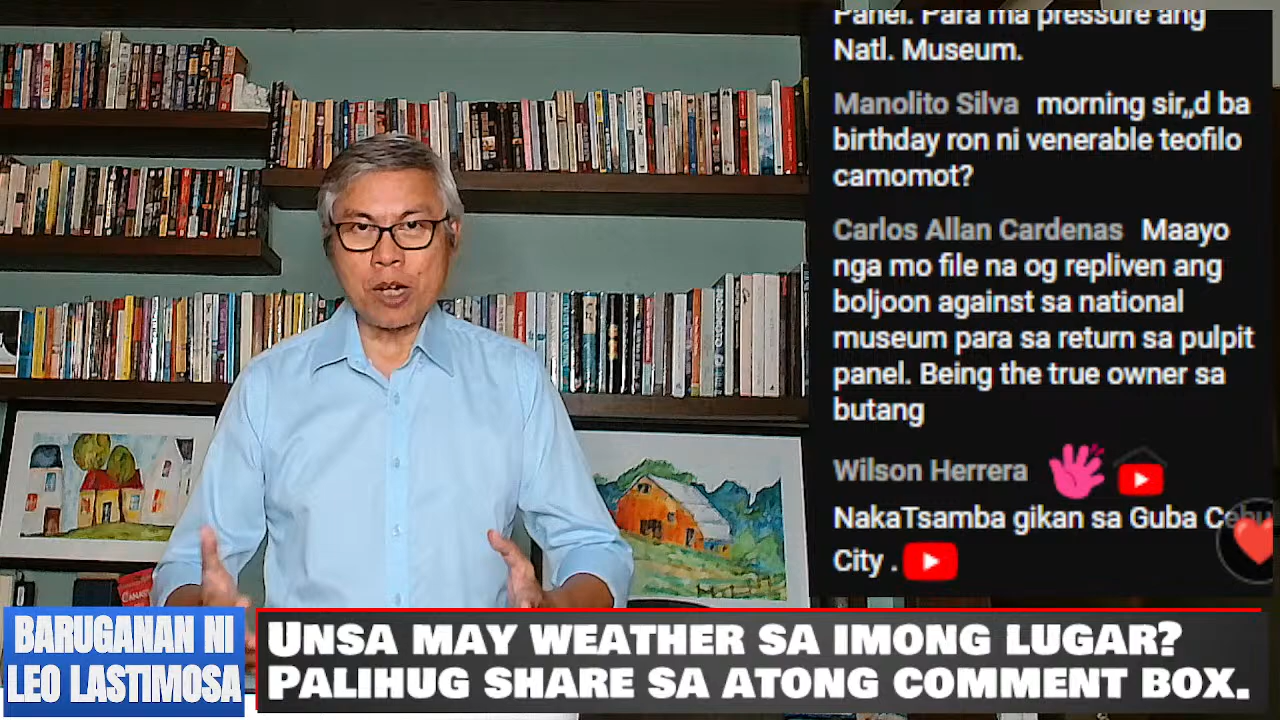 Panel. Para ma pressure ang
Natl. Museum.
Manolito Silva morning sir,,d ba
birthday ron ni venerable teofilo
camomot?
Carlos Allan Cardenas Maayo
nga mo file na og repliven ang
boljoon against sa national
museum para sa return sa pulpit
panel. Being the true owner sa
butang
Wilson Herrera
NakaTsamba gikan sa Guba Cebu
City .
BARUGANAN NI
LEO LASTIMOSA
UNSA MAY WEATHER SA IMONG LUGAR?
PALIHUG SHARE SA ATONG COMMENT BOX.